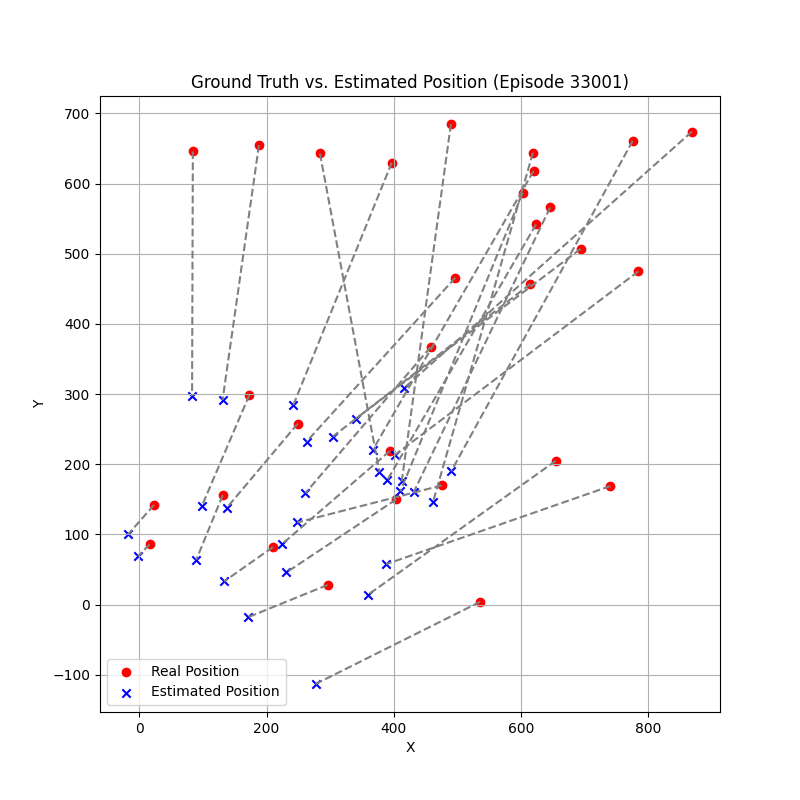 Ground Truth vs. Estimated Position (Episode 33001)
700
600
500
400
300
200
100
0
−100
Y
Real Position
Estimated Position
0 200 400 600 800
X